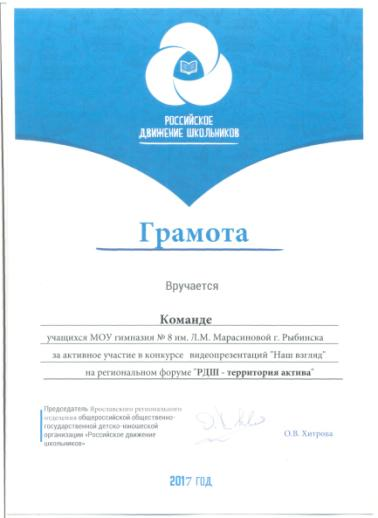 РОССИЙСКОЕ
ДВИЖЕНИЕ ШКОЛЬНИКОВ
Грамота
Вручается
Команде
учащихся МОУ гимназия № 8 им. Л.М. Марасиновой г. Рыбинска
за активное участие в конкурсе видеопрезентаций "Наш взгляд"
на региональном форуме "РДШ - территория актива"
Председатель Ярославского регионального
отделения общероссийской общественно-
государственной детско-юношеской
организации «Российское движение
школьников»
О.В. Хитрова
2017 ГОД